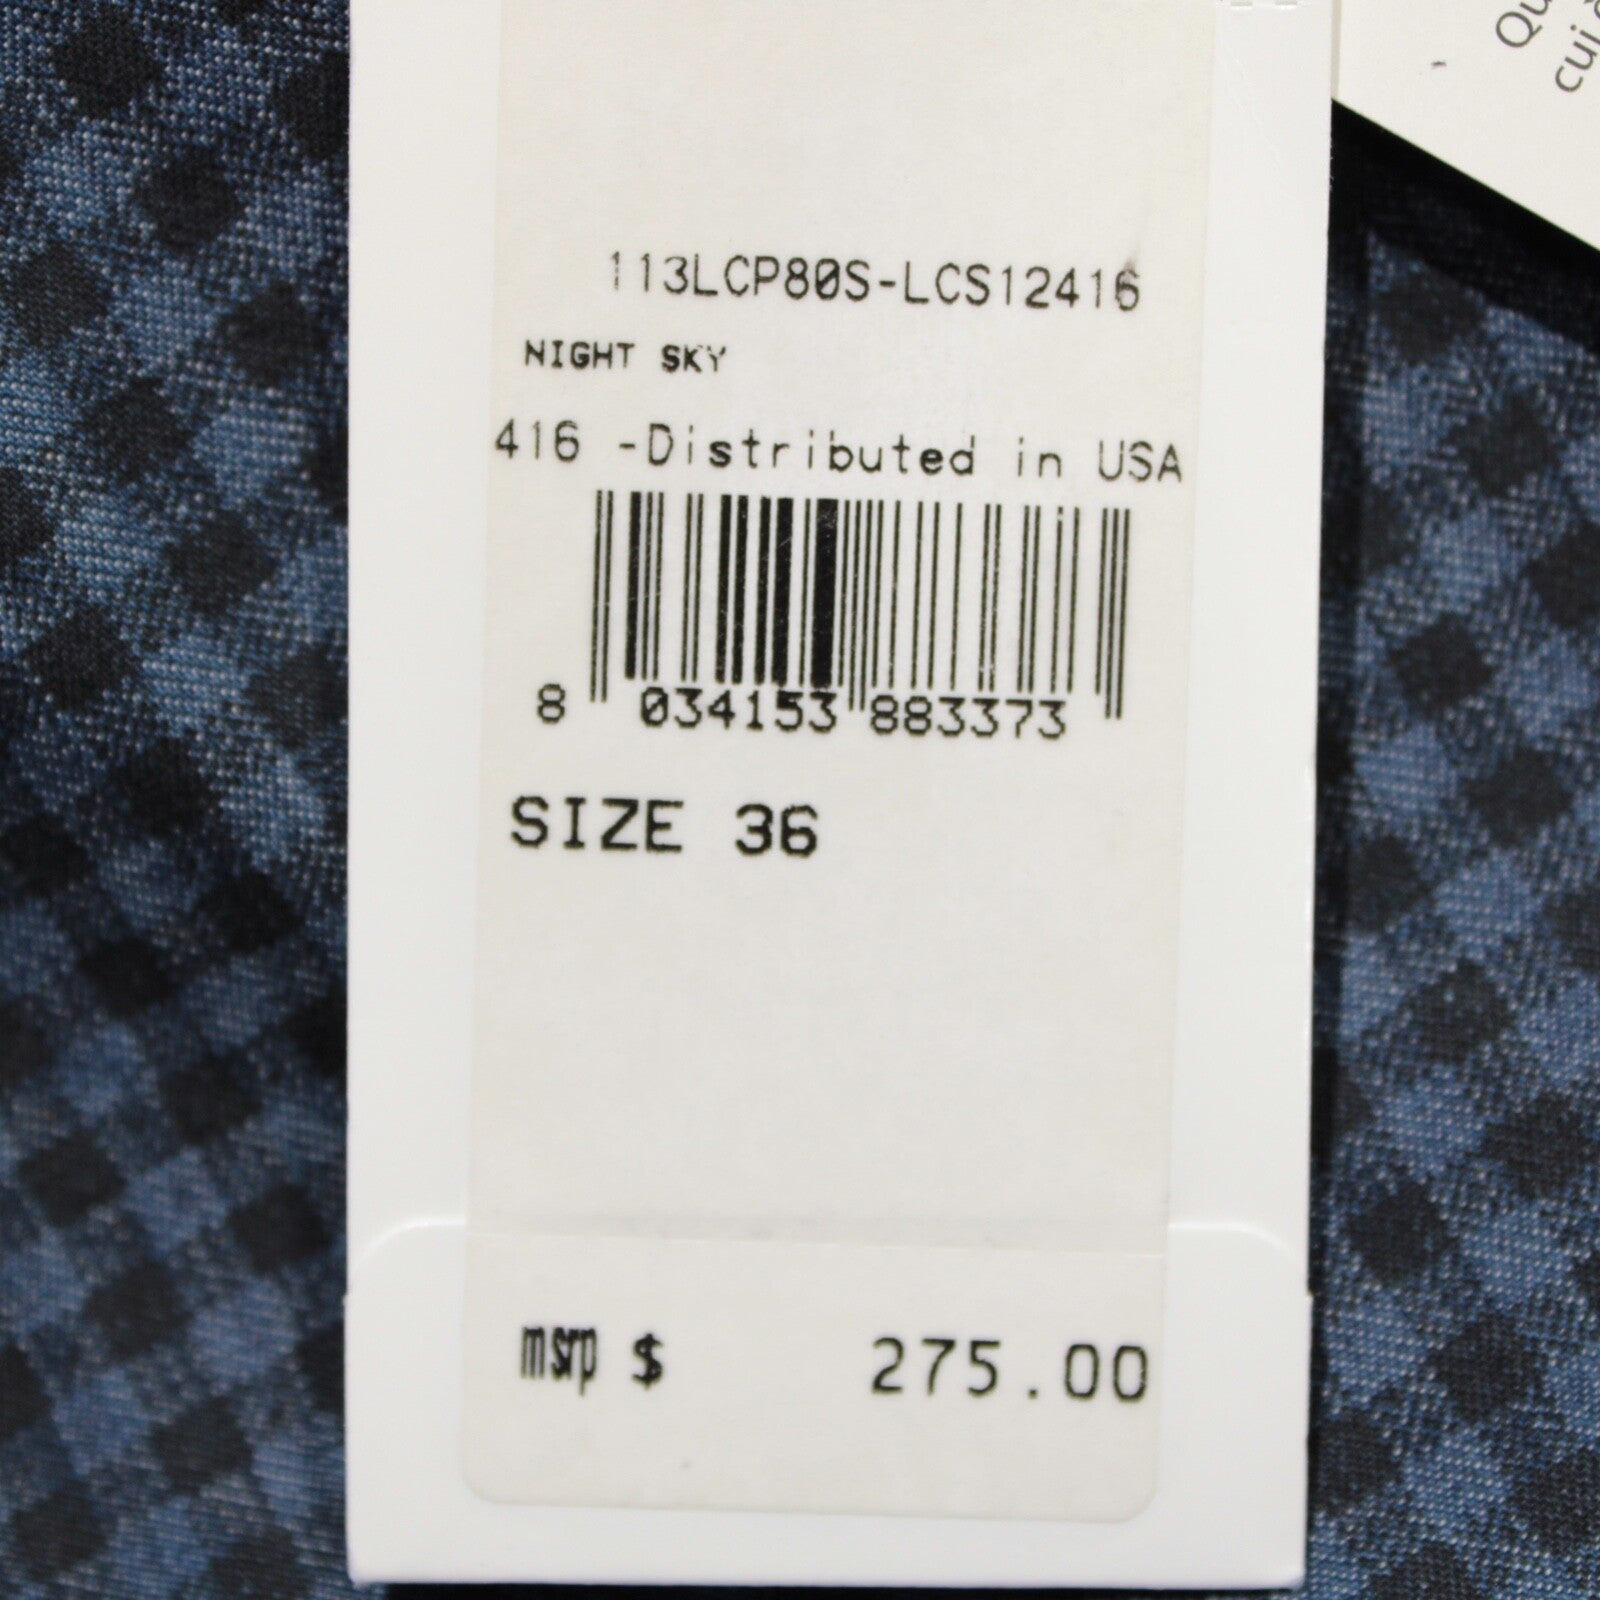 113LCP80S-LCS12416
NIGHT SKY
416 -Distributed in USA
8 034153 883373
SIZE 36
msrp $ 275.00